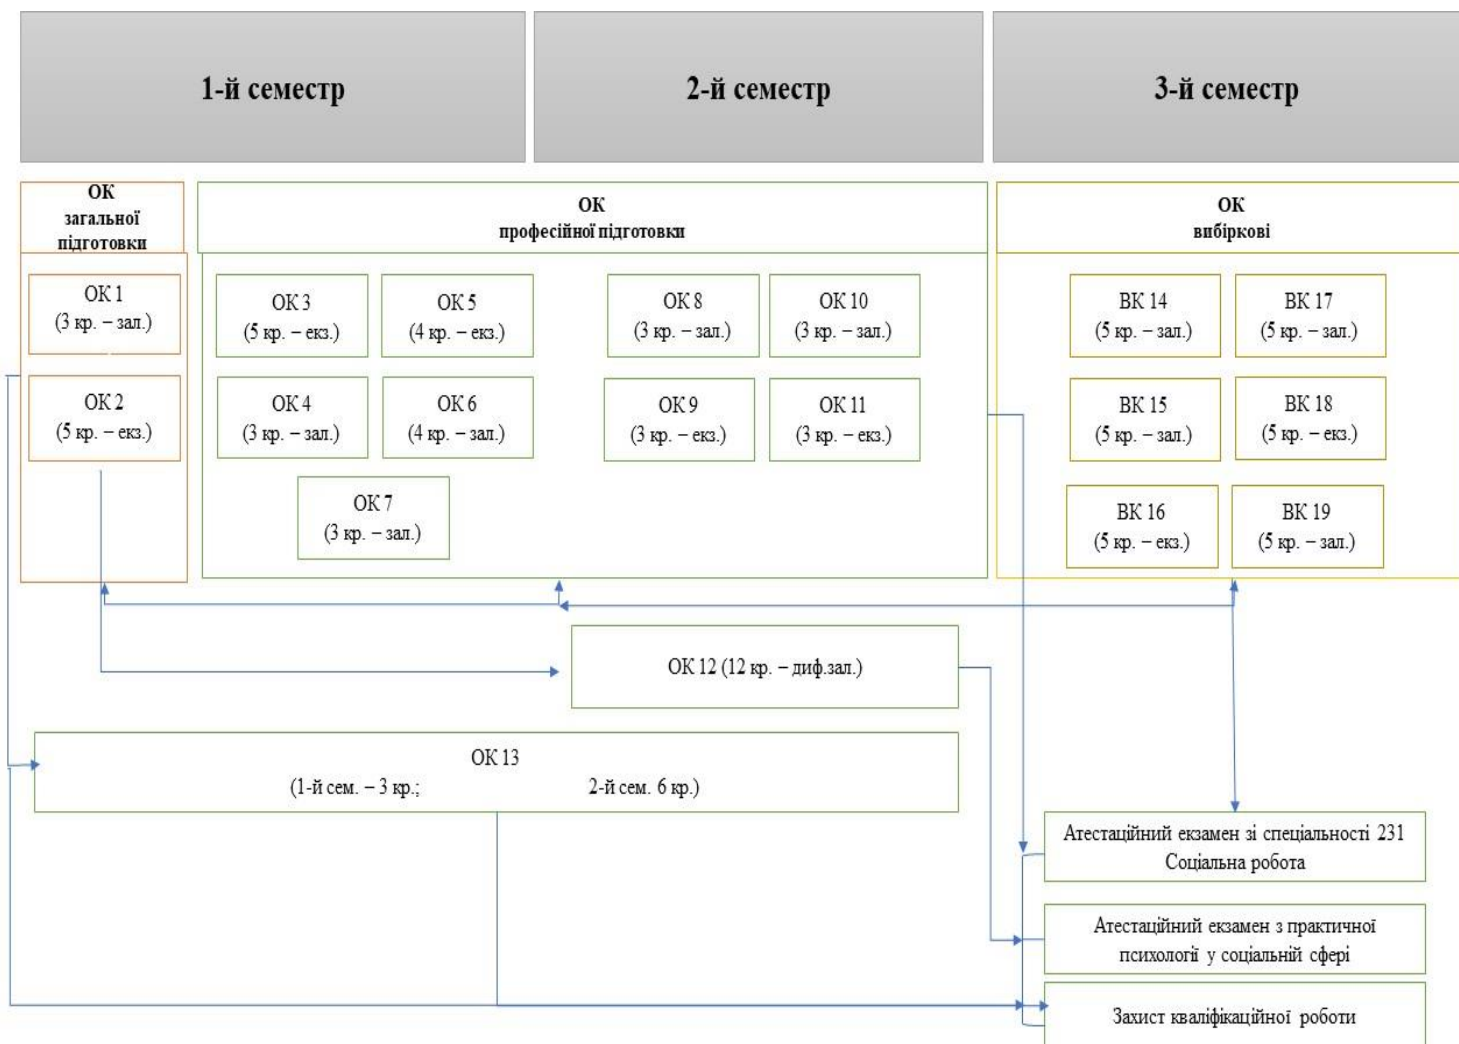 1-й семестр
2-й семестр
3-й семестр
ОК
загальної
підготовки
ОК
професійної підготовки
ОК
вибіркові
ОК 1
(3 кр. – зал.)
ОК 2
(5 кр. – екз.)
ОК 3
(5 кр. – екз.)
ОК 5
(4 кр. – екз.)
ОК 4
(3 кр. – зал.)
ОК 6
(4 кр. – зал.)
ОК 7
(3 кр. – зал.)
ОК 8
(3 кр. – зал.)
ОК 10
(3 кр. – зал.)
ОК 9
(3 кр. – екз.)
ОК 11
(3 кр. – екз.)
ВК 14
(5 кр. – зал.)
ВК 17
(5 кр. – зал.)
ВК 15
(5 кр. – зал.)
ВК 18
(5 кр. – екз.)
ВК 16
(5 кр. – екз.)
ВК 19
(5 кр. – зал.)
ОК 12 (12 кр. – диф.зал.)
ОК 13
(1-й сем. – 3 кр.; 2-й сем. 6 кр.)
Атестаційний екзамен зі спеціальності 231
Соціальна робота
Атестаційний екзамен з практичної
психології у соціальній сфері
Захист кваліфікаційної роботи